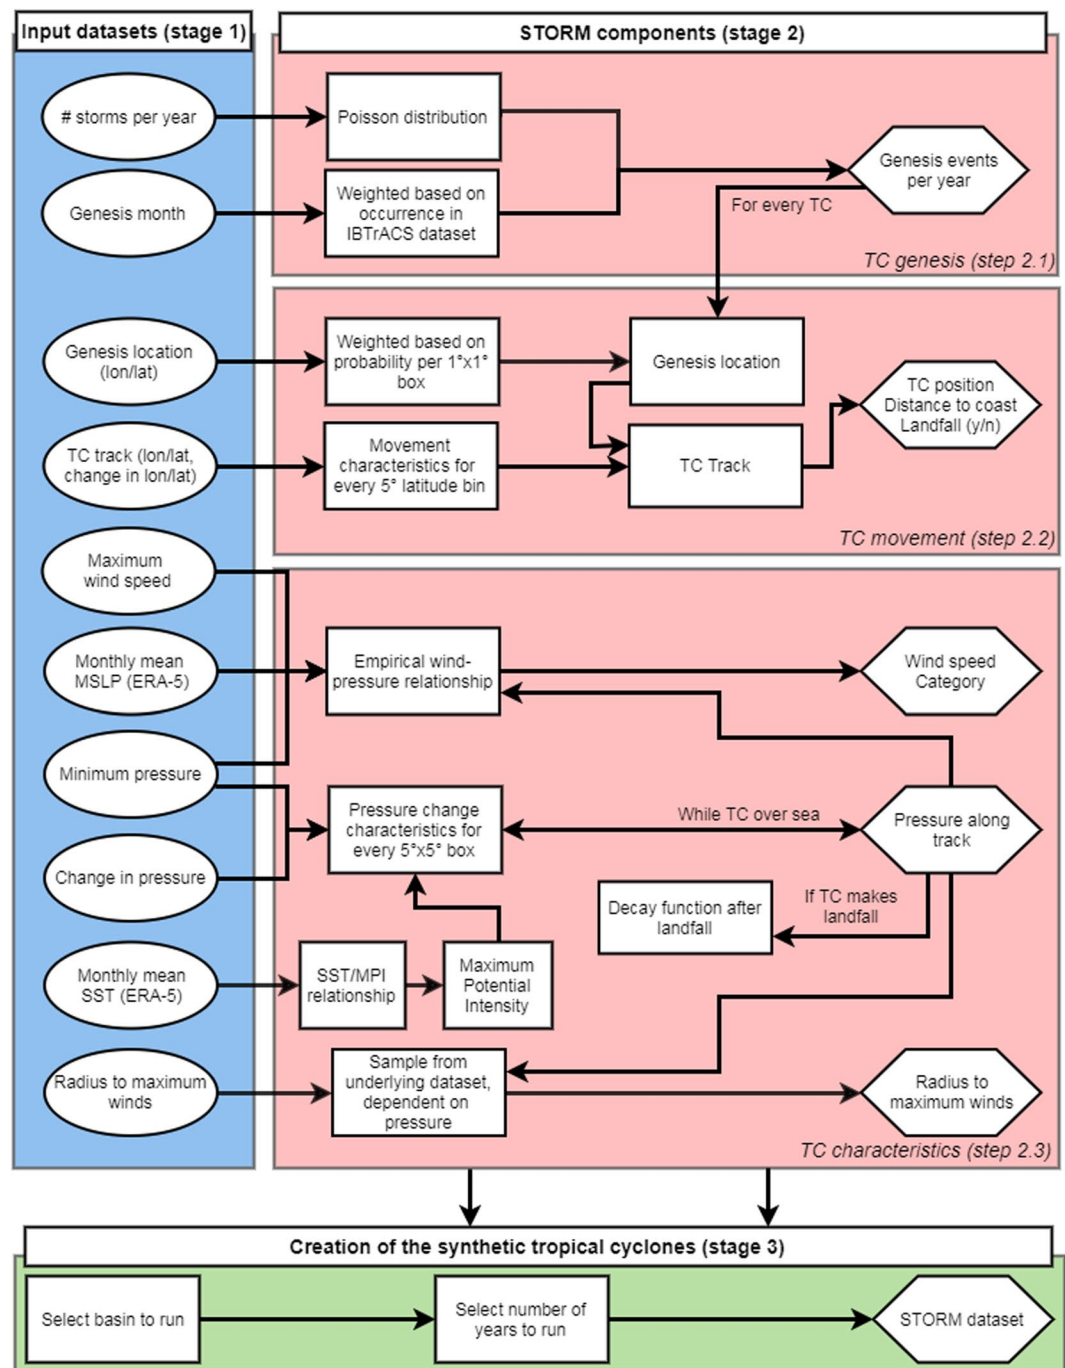 Input datasets (stage 1)
STORM components (stage 2)
# storms per year
Poisson distribution
Genesis events
per year
Genesis month
Weighted based on
occurrence in
IBTrACS dataset
For every TC
TC genesis (step 2.1)
Genesis location
(lon/lat)
Weighted based on
probability per 1°x1°
box
Genesis location
TC position
Distance to coast
Landfall (y/n)
TC track (lon/lat,
change in lon/lat)
Movement
characteristics for
every 5° latitude bin
TC Track
TC movement (step 2.2)
Maximum
wind speed
Monthly mean
MSLP (ERA-5)
Empirical wind-
pressure relationship
Wind speed
Category
Minimum pressure
Pressure change
characteristics for
every 5°x5° box
While TC over sea
Pressure along
track
Change in pressure
Decay function after
landfall
If TC makes
landfall
Monthly mean
SST (ERA-5)
SST/MPI
relationship
Maximum
Potential
Intensity
Radius to maximum
winds
Sample from
underlying dataset,
dependent on
pressure
Radius to
maximum winds
TC characteristics (step 2.3)
Creation of the synthetic tropical cyclones (stage 3)
Select basin to run
Select number of
years to run
STORM dataset